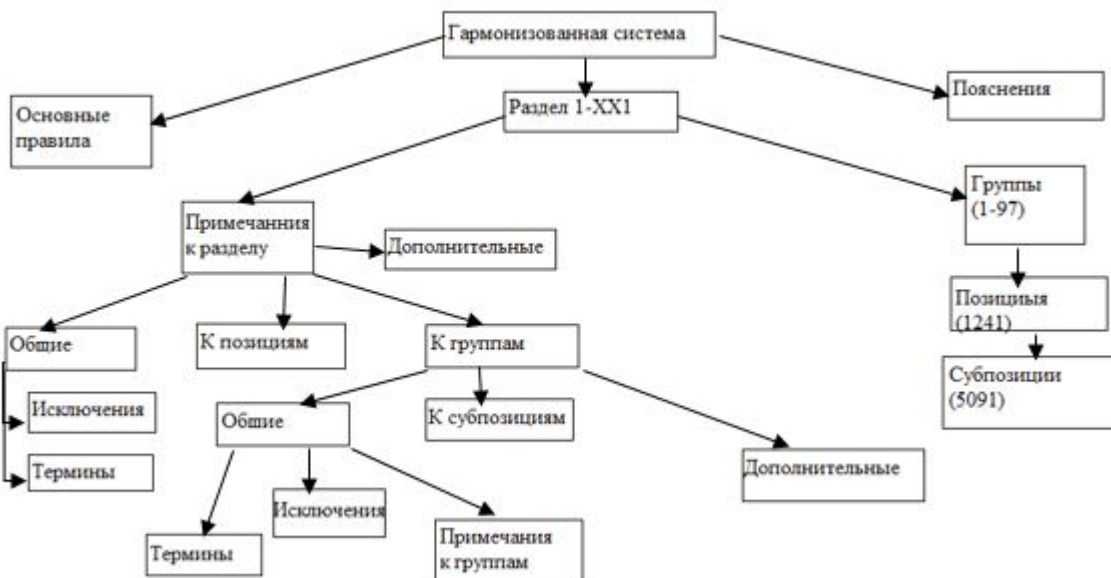 Гармонизованная система
Основные
правила
Раздел 1-XX1
Пояснения
Примечанния
к разделу
Дополнительные
Группы
(1-97)
Позициыя
(1241)
Субпозиции
(5091)
Общие
К позициям
К группам
Исключения
Термины
Общие
К субпозициям
Дополнительные
Термины
Исключения
Примечания
к группам